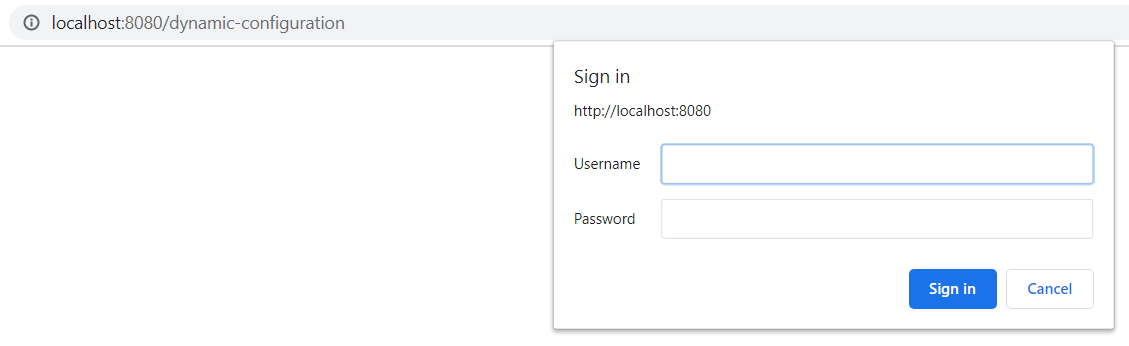 localhost:8080/dynamic-configuration
Sign in
http://localhost:8080
Username
Password
Sign in Cancel